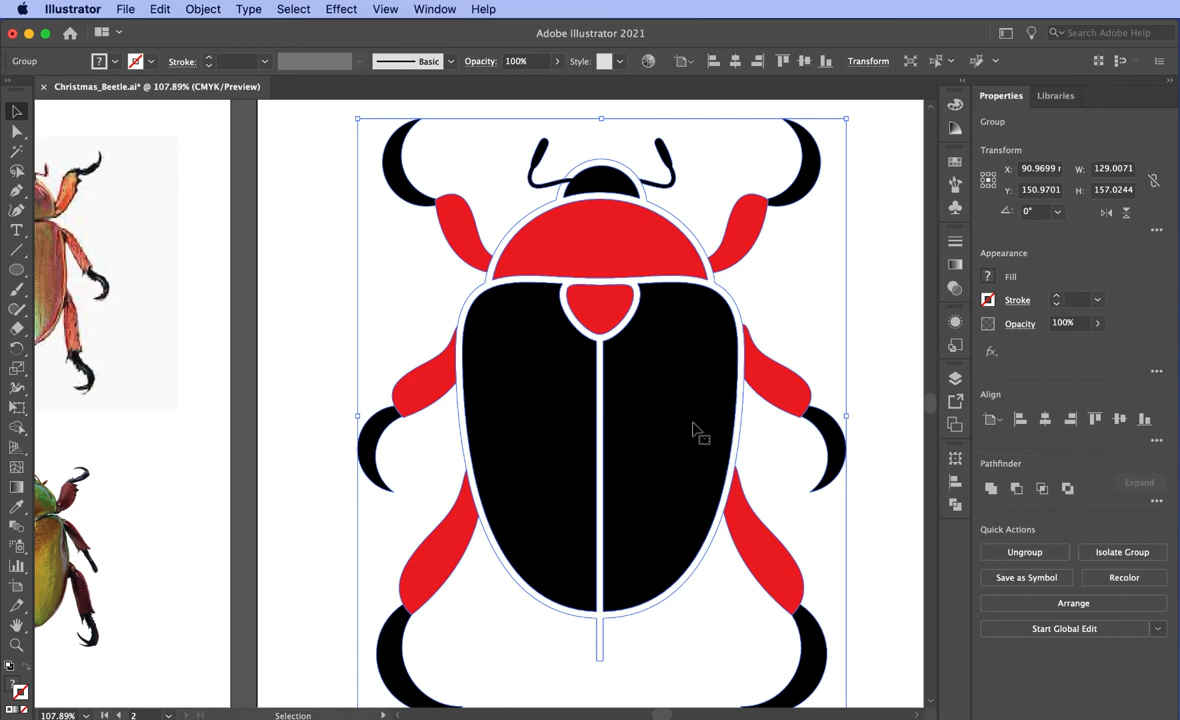 Illustrator File Edit Object Type Select Effect View Window Help
Adobe Illustrator 2021
Search Adobe Help
Group Stroke: Basic Opacity: 100% Style: Transform
Christmas_Beetle.ai* @ 107.89% (CMYK/Preview)
Properties Libraries
Group
Transform
X: 90.9699 r W: 129.0071
Y: 150.9701 H: 157.0244
0°
Appearance
? Fill
Stroke
Opacity 100%
fx.
Align
Pathfinder
Expand
Quick Actions
Ungroup Isolate Group
Save as Symbol Recolor
Arrange
Start Global Edit
107.89% 2 Selection